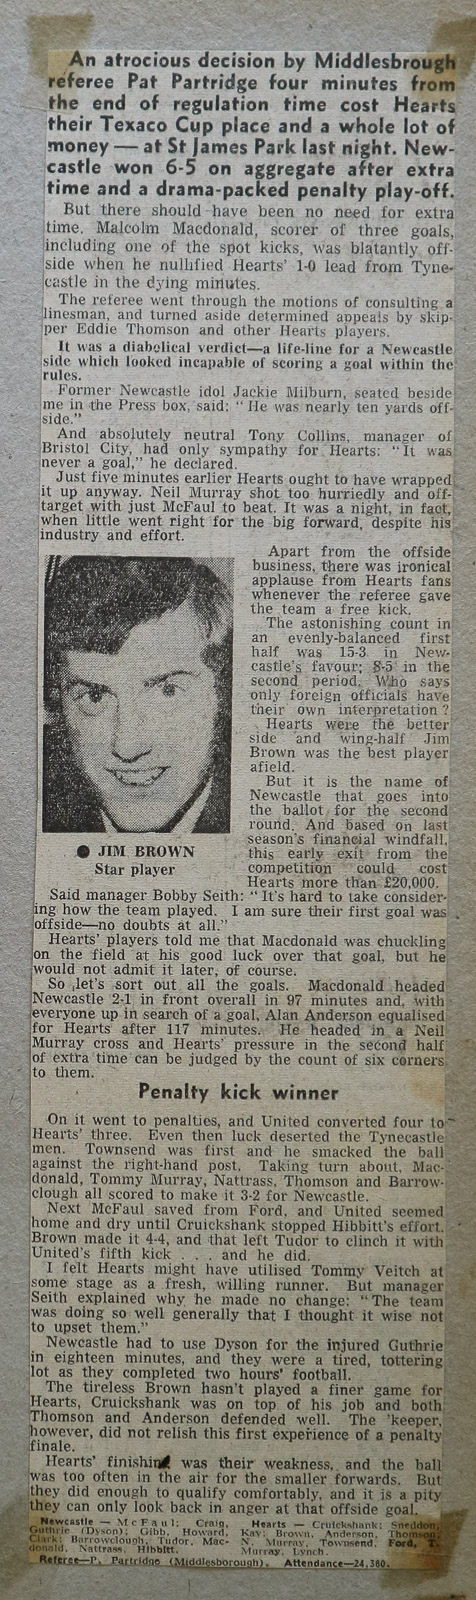 An atrocious decision by Middlesbrough
referee Pat Partridge four minutes from
the end of regulation time cost Hearts
their Texaco Cup place and a whole lot of
money — at St James Park last night. New-
castle won 6-5 on aggregate after extra
time and a drama-packed penalty play-off.
But there should have been no need for extra
time. Malcolm Macdonald, scorer of three goals,
including one of the spot kicks, was blatantly off-
side when he nullified Hearts' 1-0 lead from Tyne-
castle in the dying minutes.
The referee went through the motions of consulting a
linesman, and turned aside determined appeals by skip-
per Eddie Thomson and other Hearts players.
It was a diabolical verdict—a life-line for a Newcastle
side which looked incapable of scoring a goal within the
rules.
Former Newcastle idol Jackie Milburn, seated beside
me in the Press box, said: "He was nearly ten yards off-
side."
And absolutely neutral Tony Collins, manager of
Bristol City, had only sympathy for Hearts: "It was
never a goal," he declared.
Just five minutes earlier Hearts ought to have wrapped
it up anyway. Neil Murray shot too hurriedly and off-
target with just McFaul to beat. It was a night, in fact,
when little went right for the big forward, despite his
industry and effort.
Apart from the offside
business, there was ironical
applause from Hearts fans
whenever the referee gave
the team a free kick.
The astonishing count in
an evenly-balanced first
half was 15-3 in New-
castle's favour; 8-5 in the
second period. Who says
only foreign officials have
their own interpretation?
Hearts were the better
side and wing-half Jim
Brown was the best player
afield.
But it is the name of
Newcastle that goes into
the ballot for the second
round. And based on last
season's financial windfall,
this early exit from the
competition could cost
Hearts more than £20,000.
● JIM BROWN
Star player
Said manager Bobby Seith: "It's hard to take consider-
ing how the team played. I am sure their first goal was
offside—no doubts at all."
Hearts' players told me that Macdonald was chuckling
on the field at his good luck over that goal, but he
would not admit it later, of course.
So let's sort out all the goals. Macdonald headed
Newcastle 2-1 in front overall in 97 minutes and, with
everyone up in search of a goal, Alan Anderson equalised
for Hearts after 117 minutes. He headed in a Neil
Murray cross and Hearts' pressure in the second half
of extra time can be judged by the count of six corners
to them.
Penalty kick winner
On it went to penalties, and United converted four to
Hearts' three. Even then luck deserted the Tynecastle
men. Townsend was first and he smacked the ball
against the right-hand post. Taking turn about, Mac-
donald, Tommy Murray, Nattrass, Thomson and Barrow-
clough all scored to make it 3-2 for Newcastle.
Next McFaul saved from Ford, and United seemed
home and dry until Cruickshank stopped Hibbitt's effort.
Brown made it 4-4, and that left Tudor to clinch it with
United's fifth kick . . . and he did.
I felt Hearts might have utilised Tommy Veitch at
some stage as a fresh, willing runner. But manager
Seith explained why he made no change: "The team
was doing so well generally that I thought it wise not
to upset them."
Newcastle had to use Dyson for the injured Guthrie
in eighteen minutes, and they were a tired, tottering
lot as they completed two hours' football.
The tireless Brown hasn't played a finer game for
Hearts, Cruickshank was on top of his job and both
Thomson and Anderson defended well. The 'keeper,
however, did not relish this first experience of a penalty
finale.
Hearts' finishing was their weakness, and the ball
was too often in the air for the smaller forwards. But
they did enough to qualify comfortably, and it is a pity
they can only look back in anger at that offside goal.
Newcastle — McFaul; Craig,
Guthrie (Dyson); Gibb, Howard,
Clark; Barrowclough, Tudor, Mac-
donald, Nattrass, Hibbitt.
Hearts — Cruickshank; Sneddon,
Kay; Brown, Anderson, Thomson;
N. Murray, Townsend, Ford, T.
Murray, Lynch.
Referee—P. Partridge (Middlesborough). Attendance—24,360.